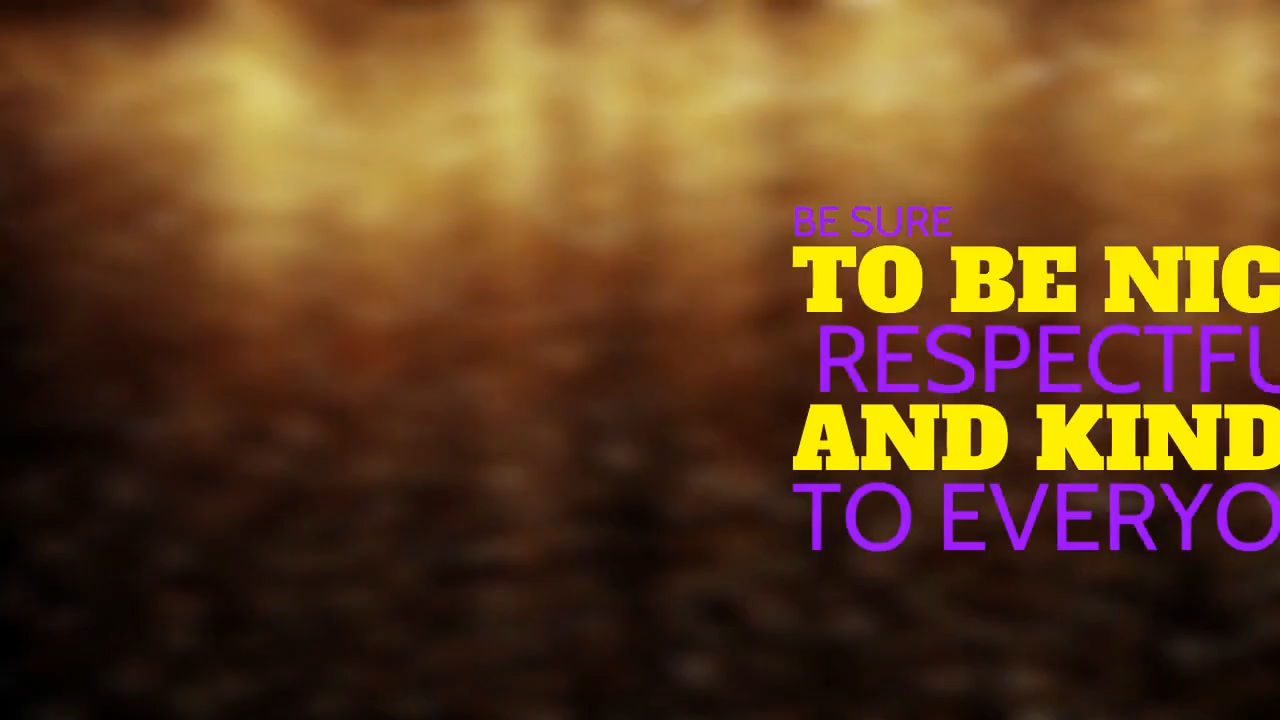 BE SURE
TO BE NIC
RESPECTFU
AND KIND
TO EVERYO